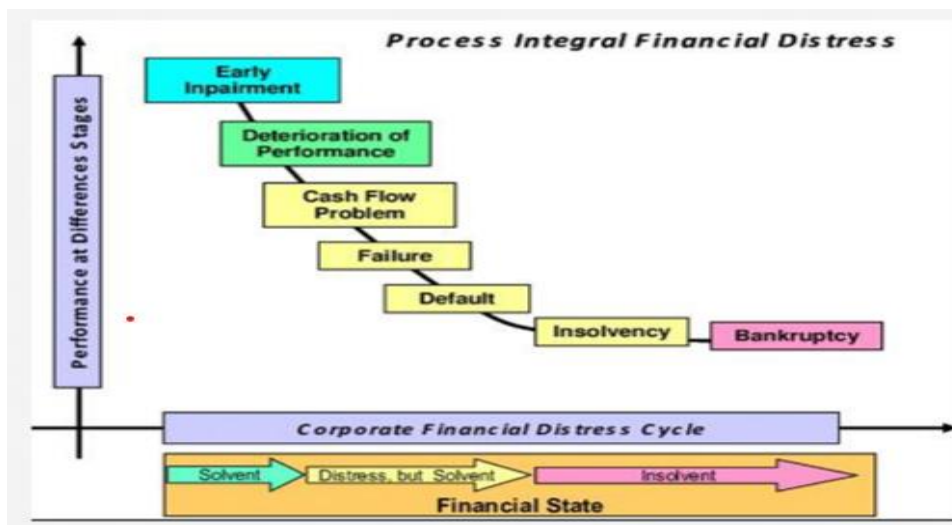 Process Integral Financial Distress
Performance at Differences Stages
Early
Inpairment
Deterioration of
Performance
Cash Flow
Problem
Failure
Default
Insolvency
Bankruptcy
Corporate Financial Distress Cycle
Solvent
Distress, but Solvent
Insolvent
Financial State